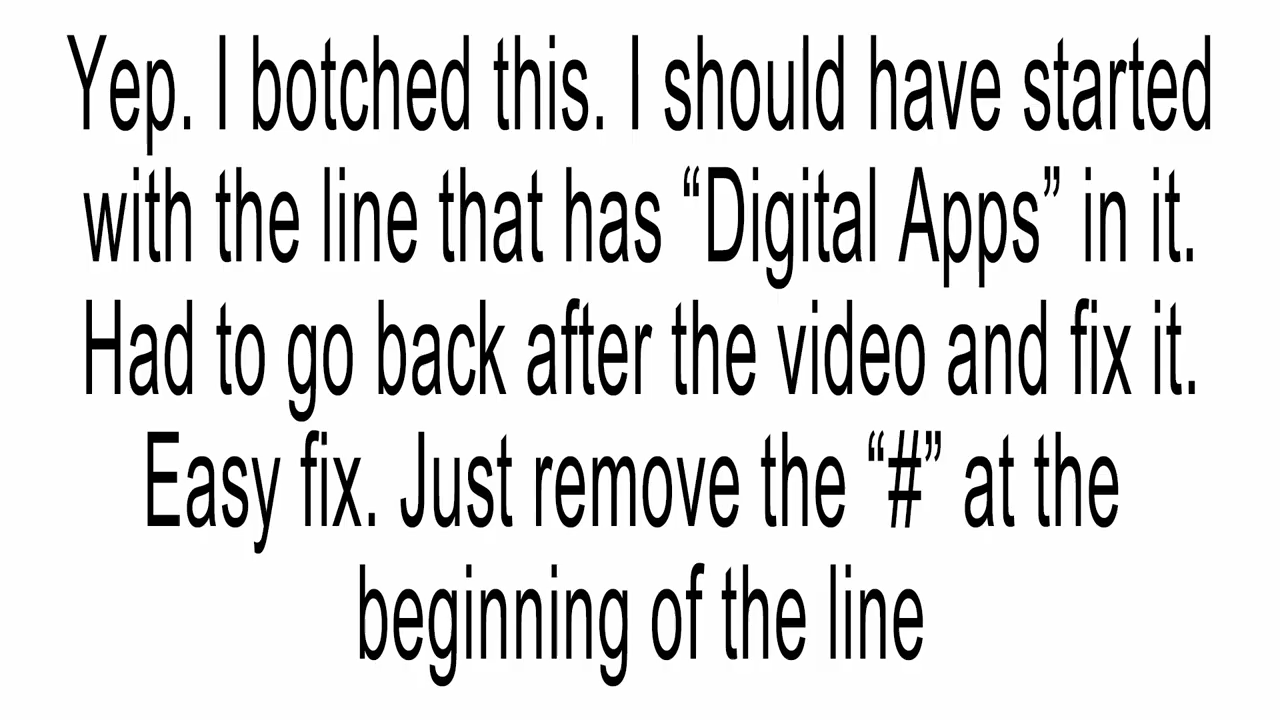 Yep. I botched this. I should have started
with the line that has “Digital Apps” in it.
Had to go back after the video and fix it.
Easy fix. Just remove the “#” at the
beginning of the line